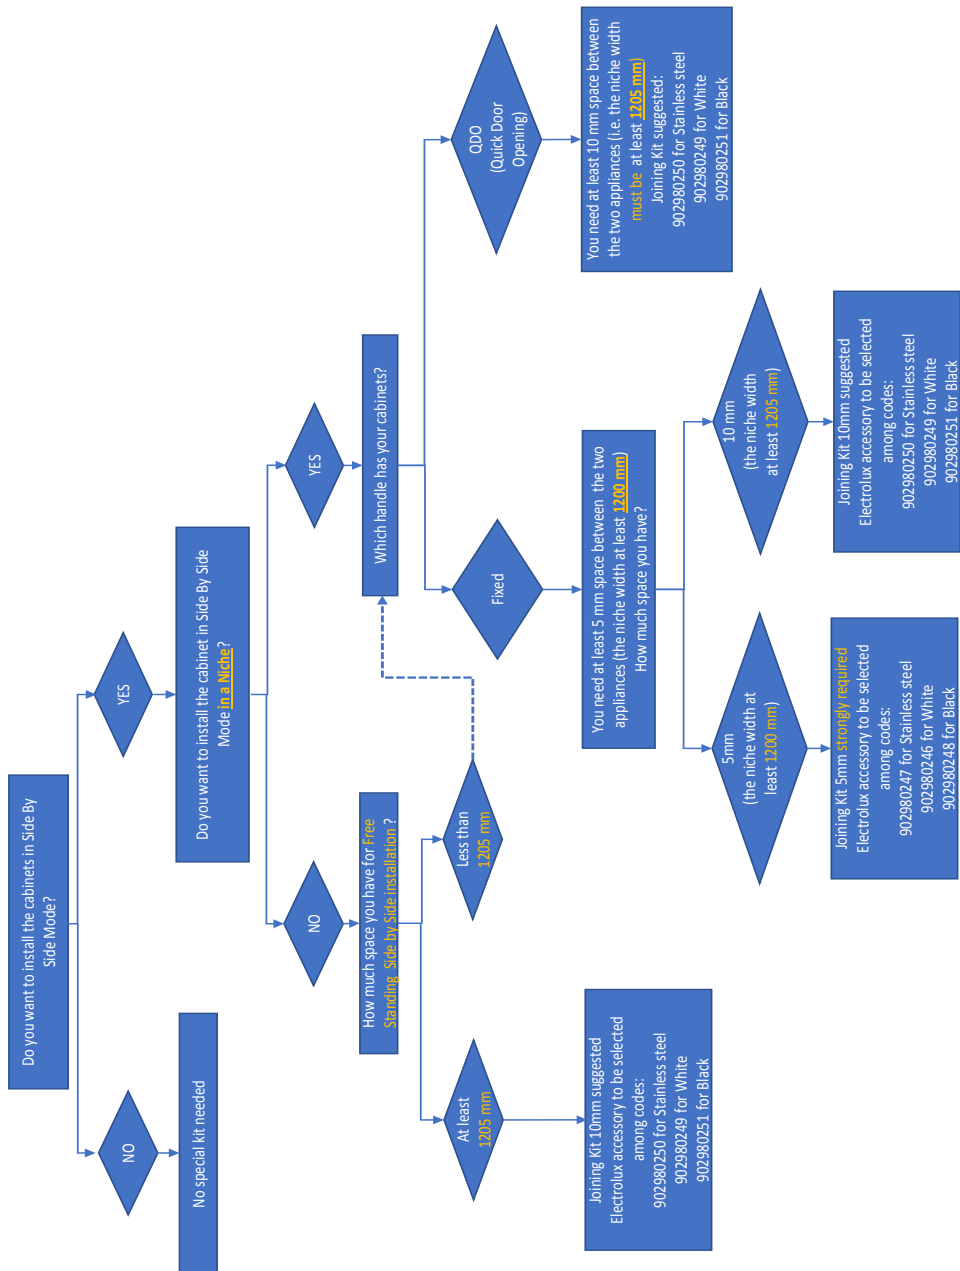 Do you want to install the cabinets in Side By
Side Mode?
NO
No special kit needed
YES
Do you want to install the cabinet in Side By Side
Mode in a Niche?
NO
How much space you have for Free
Standing  Side by Side installation ?
At least
1205 mm
Joining Kit 10mm suggested
Electrolux accessory to be selected
among codes:
902980250 for Stainless steel
902980249 for White
902980251 for Black
Less than
1205 mm
YES
Which handle has your cabinets?
Fixed
You need at least 5 mm space between  the two
appliances (the niche width at least 1200 mm)
How much space you have?
5mm
(the niche width at
least 1200 mm)
Joining Kit 5mm strongly required
Electrolux accessory to be selected
among codes:
902980247 for Stainless steel
902980246 for White
902980248 for Black
10 mm
(the niche width
at least 1205 mm)
Joining Kit 10mm suggested
Electrolux accessory to be selected
among codes:
902980250 for Stainless steel
902980249 for White
902980251 for Black
QDO
(Quick Door
Opening)
You need at least 10 mm space between
the two appliances (i.e. the niche width
must be  at least 1205 mm)
Joining Kit suggested:
902980250 for Stainless steel
902980249 for White
902980251 for Black